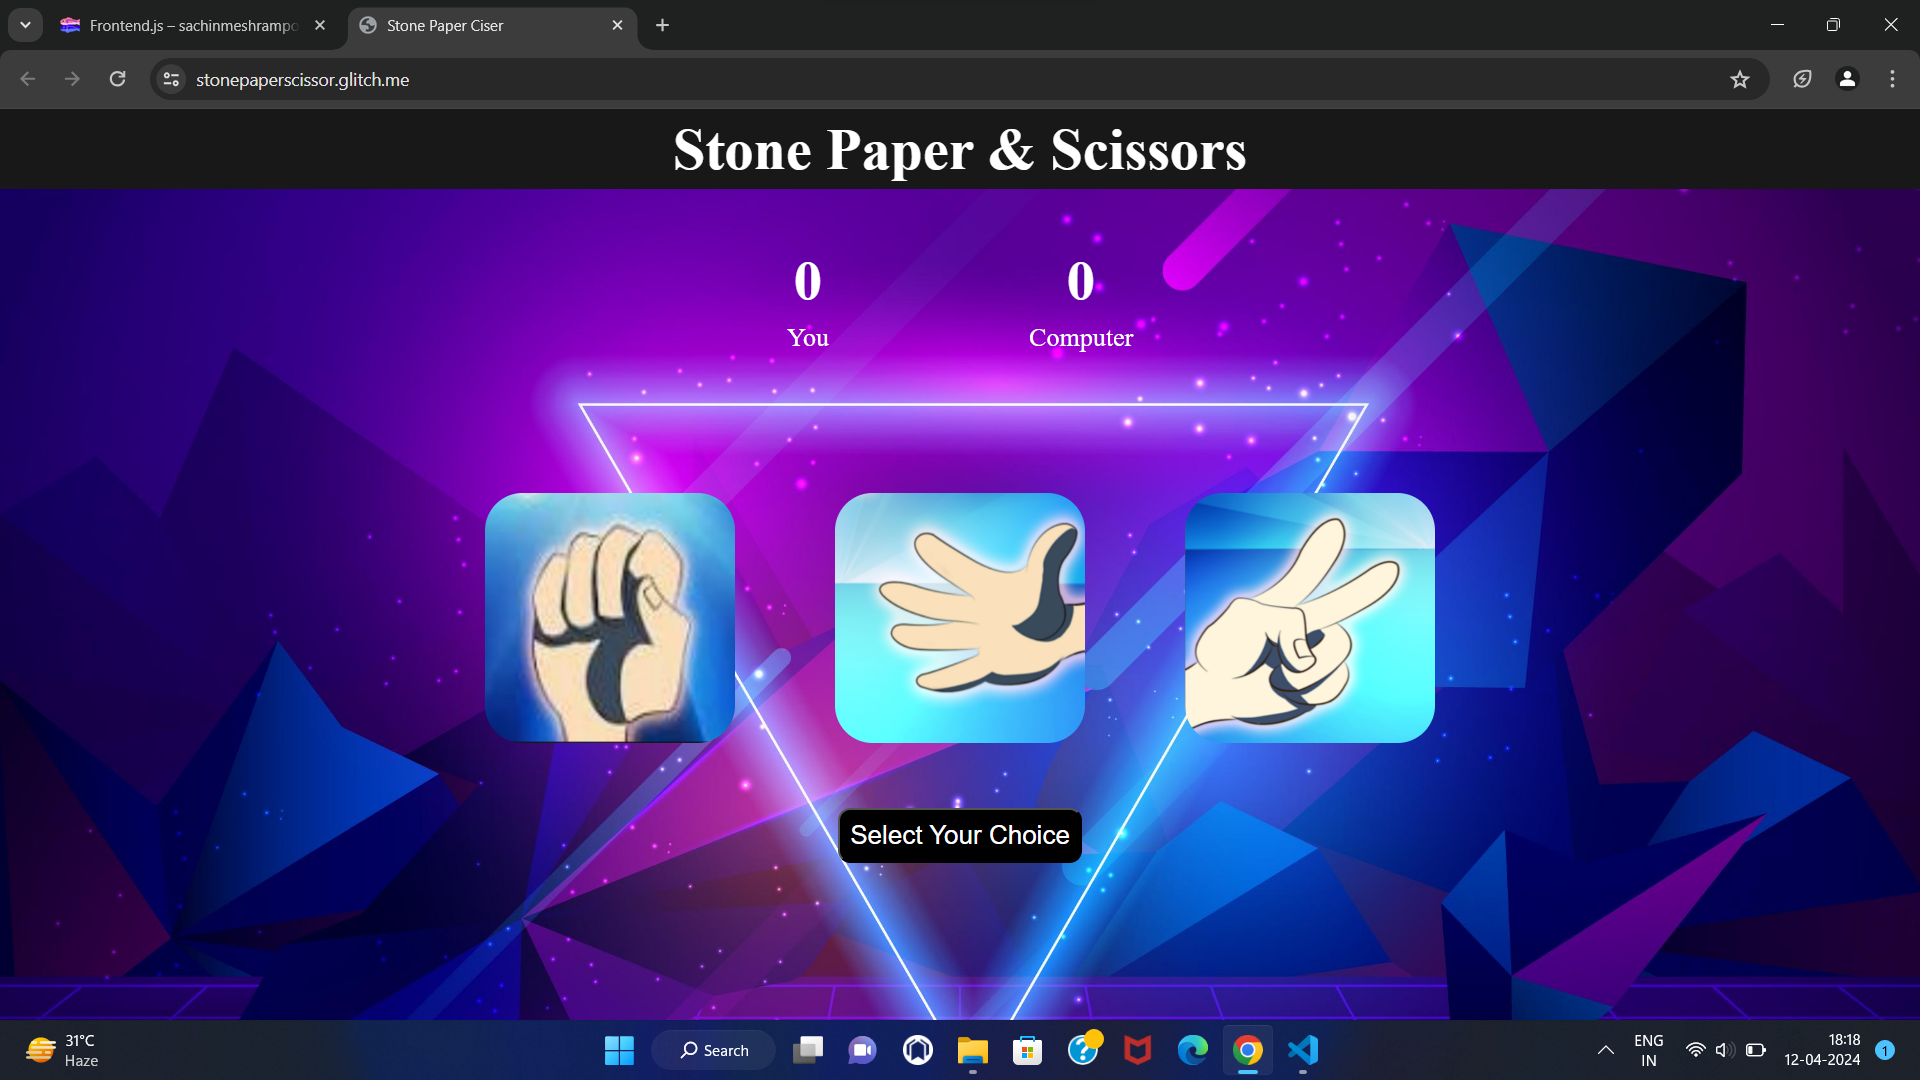 Frontend.js – sachinmeshrampo
Stone Paper Ciser
stonepaperscissor.glitch.me
Stone Paper & Scissors
0
0
You
Computer
Select Your Choice
31°C
Haze
Search
ENG
IN
18:18
12-04-2024
1